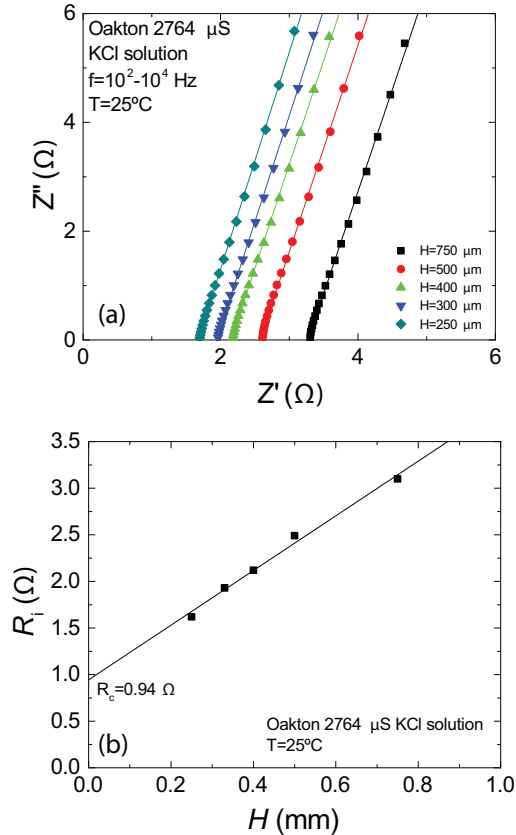 Oakton 2764 μS
KCl solution
f=10²-10⁴ Hz
T=25ºC
6
4
2
0
Z" (Ω)
(a)
H=750 μm
H=500 μm
H=400 μm
H=300 μm
H=250 μm
0 2 4 6
Z' (Ω)
3.5
3.0
2.5
2.0
1.5
1.0
0.5
0.0
R_i (Ω)
R_c=0.94 Ω
(b)
Oakton 2764 μS KCl solution
T=25ºC
0.0 0.2 0.4 0.6 0.8 1.0
H (mm)